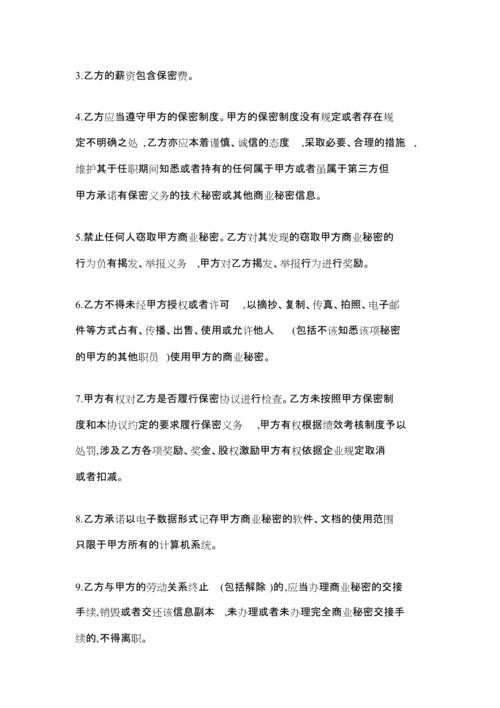 3.乙方的薪资包含保密费。
4.乙方应当遵守甲方的保密制度。甲方的保密制度没有规定或者存在规
定不明确之处 ,乙方亦应本着谨慎、诚信的态度 ,采取必要、合理的措施 ,
维护其于任职期间知悉或者持有的任何属于甲方或者虽属于第三方但
甲方承诺有保密义务的技术秘密或其他商业秘密信息。
5.禁止任何人窃取甲方商业秘密。乙方对其发现的窃取甲方商业秘密的
行为负有揭发、举报义务 ,甲方对乙方揭发、举报行为进行奖励。
6.乙方不得未经甲方授权或者许可 ,以摘抄、复制、传真、拍照、电子邮
件等方式占有、传播、出售、使用或允许他人 (包括不该知悉该项秘密
的甲方的其他职员 )使用甲方的商业秘密。
7.甲方有权对乙方是否履行保密协议进行检查。乙方未按照甲方保密制
度和本协议约定的要求履行保密义务 ,甲方有权根据绩效考核制度予以
处罚,涉及乙方各项奖励、奖金、股权激励甲方有权依据企业规定取消
或者扣减。
8.乙方承诺以电子数据形式记存甲方商业秘密的软件、文档的使用范围
只限于甲方所有的计算机系统。
9.乙方与甲方的劳动关系终止 (包括解除 )的,应当办理商业秘密的交接
手续,销毁或者交还该信息副本 ,未办理或者未办理完全商业秘密交接手
续的,不得离职。